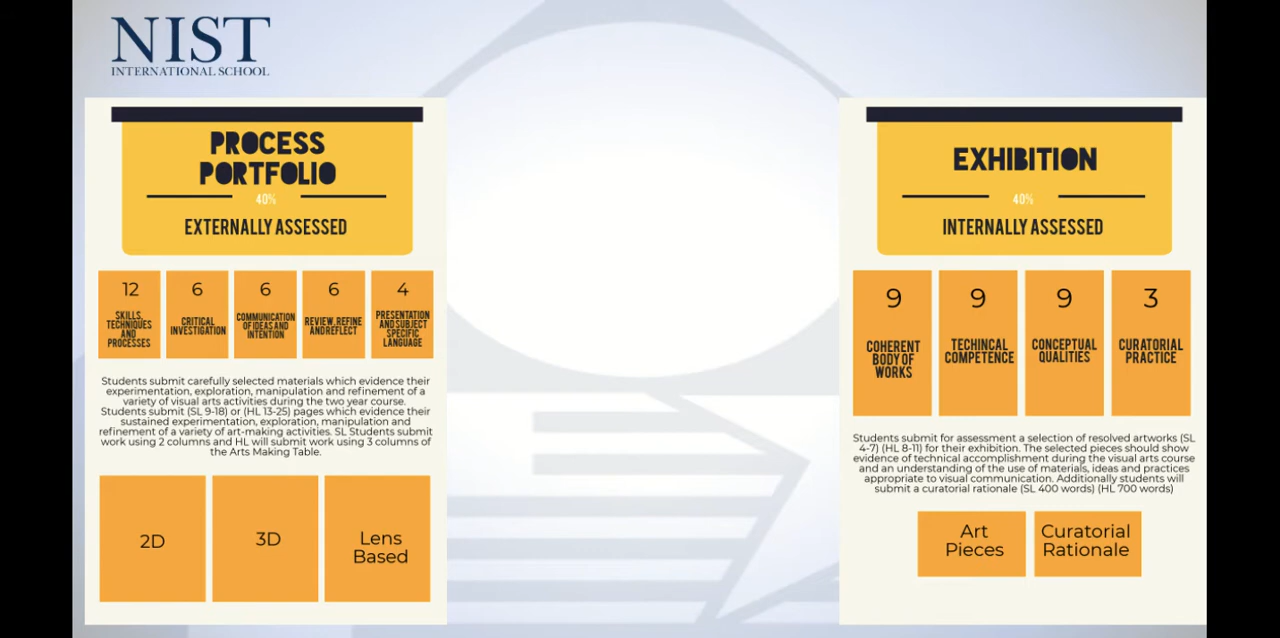 NIST
INTERNATIONAL SCHOOL
PROCESS
PORTFOLIO
40%
EXTERNALLY ASSESSED
12
SKILLS,
TECHNIQUES
AND
PROCESSES
6
CRITICAL
INVESTIGATION
6
COMMUNICATION
OF IDEAS AND
INTENTION
6
REVIEW, REFINE
AND REFLECT
4
PRESENTATION
AND SUBJECT
SPECIFIC
LANGUAGE
Students submit carefully selected materials which evidence their
experimentation, exploration, manipulation and refinement of a
variety of visual arts activities during the two year course.
Students submit (SL 9-18) or (HL 13-25) pages which evidence their
sustained experimentation, exploration, manipulation and
refinement of a variety of art-making activities. SL Students submit
work using 2 columns and HL will submit work using 3 columns of
the Arts Making Table.
2D
3D
Lens
Based
EXHIBITION
40%
INTERNALLY ASSESSED
9
COHERENT
BODY OF
WORKS
9
TECHINCAL
COMPETENCE
9
CONCEPTUAL
QUALITIES
3
CURATORIAL
PRACTICE
Students submit for assessment a selection of resolved artworks (SL
4-7) (HL 8-11) for their exhibition. The selected pieces should show
evidence of technical accomplishment during the visual arts course
and an understanding of the use of materials, ideas and practices
appropriate to visual communication. Additionally students will
submit a curatorial rationale (SL 400 words) (HL 700 words)
Art
Pieces
Curatorial
Rationale